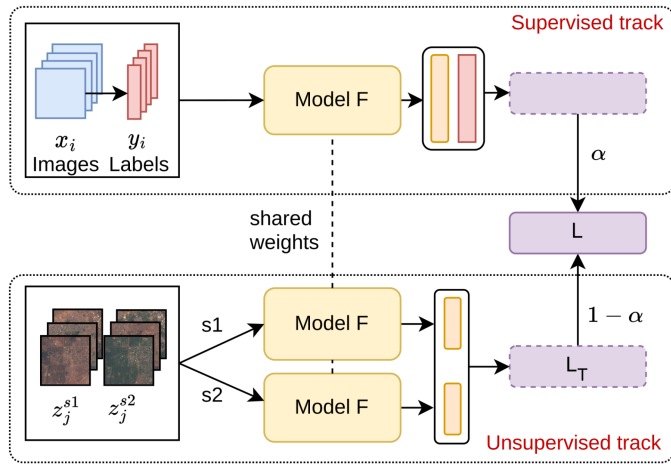 Supervised track
Model F
x_i
y_i
Images
Labels
α
shared
weights
L
s1
Model F
1 − α
s2
L_T
Model F
z_j^{s1}
z_j^{s2}
Unsupervised track